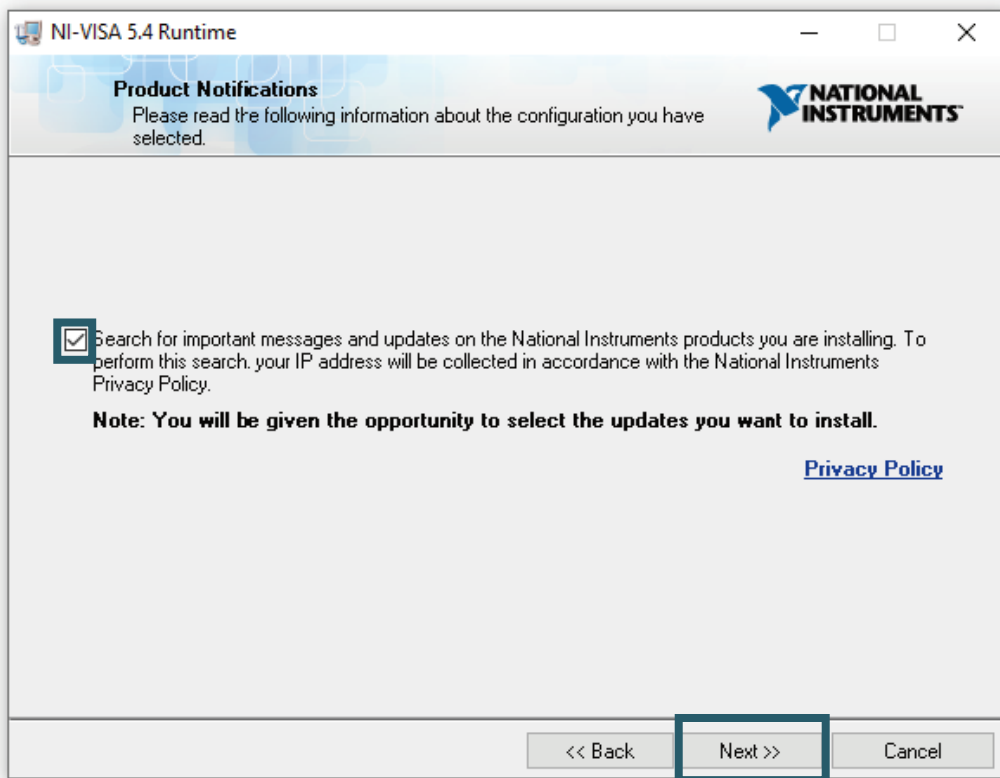 NI-VISA 5.4 Runtime
Product Notifications
Please read the following information about the configuration you have
selected.
NATIONAL
INSTRUMENTS™
Search for important messages and updates on the National Instruments products you are installing. To
perform this search. your IP address will be collected in accordance with the National Instruments
Privacy Policy.
Note: You will be given the opportunity to select the updates you want to install.
Privacy Policy
<< Back
Next >>
Cancel